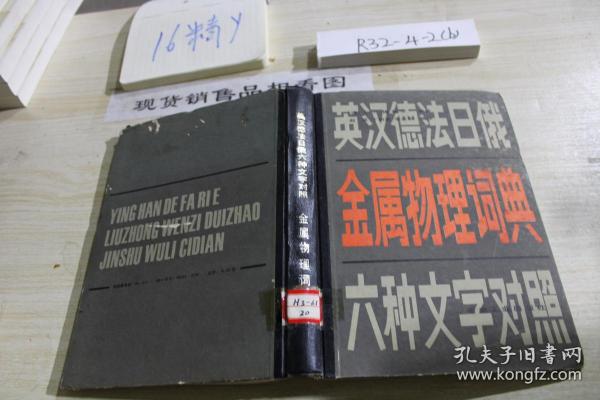 16精Y
R32-4-2(b)
现货销售品相看图
YING HAN DE FA RI E
LIUZHONG WENZI DUIZHAO
JINSHU WULI CIDIAN
英汉德法日俄六种文字对照
金属物理词
H3-61
20
英汉德法日俄
金属物理词典
六种文字对照
孔夫子旧书网
www.kongfz.com